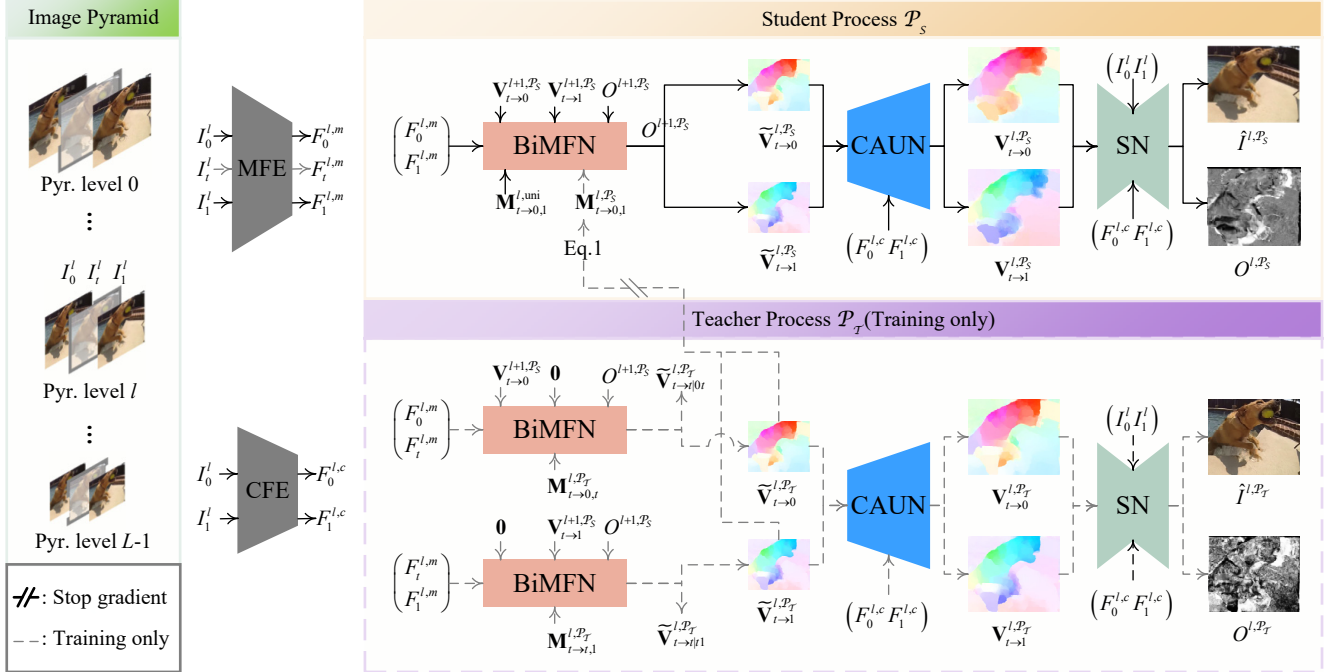 Image Pyramid
Pyr. level 0
...
I_0^l I_t^l I_1^l
Pyr. level l
...
Pyr. level L-1
: Stop gradient
: Training only
I_0^l F_0^{l,m}
I_t^l MFE F_t^{l,m}
I_1^l F_1^{l,m}
I_0^l F_0^{l,c}
CFE
I_1^l F_1^{l,c}
Student Process 𝒫_S
V_{t→0}^{l+1,𝒫_S} V_{t→1}^{l+1,𝒫_S} O^{l+1,𝒫_S}
(F_0^{l,m} F_1^{l,m})
BiMFN
O^{l+1,𝒫_S}
M_{t→0,1}^{l,uni} M_{t→0,1}^{l,𝒫_S}
Eq.1
Ṽ_{t→0}^{l,𝒫_S}
Ṽ_{t→1}^{l,𝒫_S}
CAUN
(F_0^{l,c} F_1^{l,c})
V_{t→0}^{l,𝒫_S}
V_{t→1}^{l,𝒫_S}
(I_0^l I_1^l)
SN
(F_0^{l,c} F_1^{l,c})
Î^{l,𝒫_S}
O^{l,𝒫_S}
Teacher Process 𝒫_𝒯(Training only)
V_{t→0}^{l+1,𝒫_S} 0 O^{l+1,𝒫_S} Ṽ_{t→t|0t}^{l,𝒫_𝒯}
(F_0^{l,m} F_t^{l,m})
BiMFN
M_{t→0,t}^{l,𝒫_𝒯}
0 V_{t→1}^{l+1,𝒫_S} O^{l+1,𝒫_S}
(F_t^{l,m} F_1^{l,m})
BiMFN
M_{t→t,1}^{l,𝒫_𝒯} Ṽ_{t→t|t1}^{l,𝒫_𝒯}
Ṽ_{t→0}^{l,𝒫_𝒯}
Ṽ_{t→1}^{l,𝒫_𝒯}
CAUN
(F_0^{l,c} F_1^{l,c})
V_{t→0}^{l,𝒫_𝒯}
V_{t→1}^{l,𝒫_𝒯}
(I_0^l I_1^l)
SN
(F_0^{l,c} F_1^{l,c})
Î^{l,𝒫_𝒯}
O^{l,𝒫_𝒯}